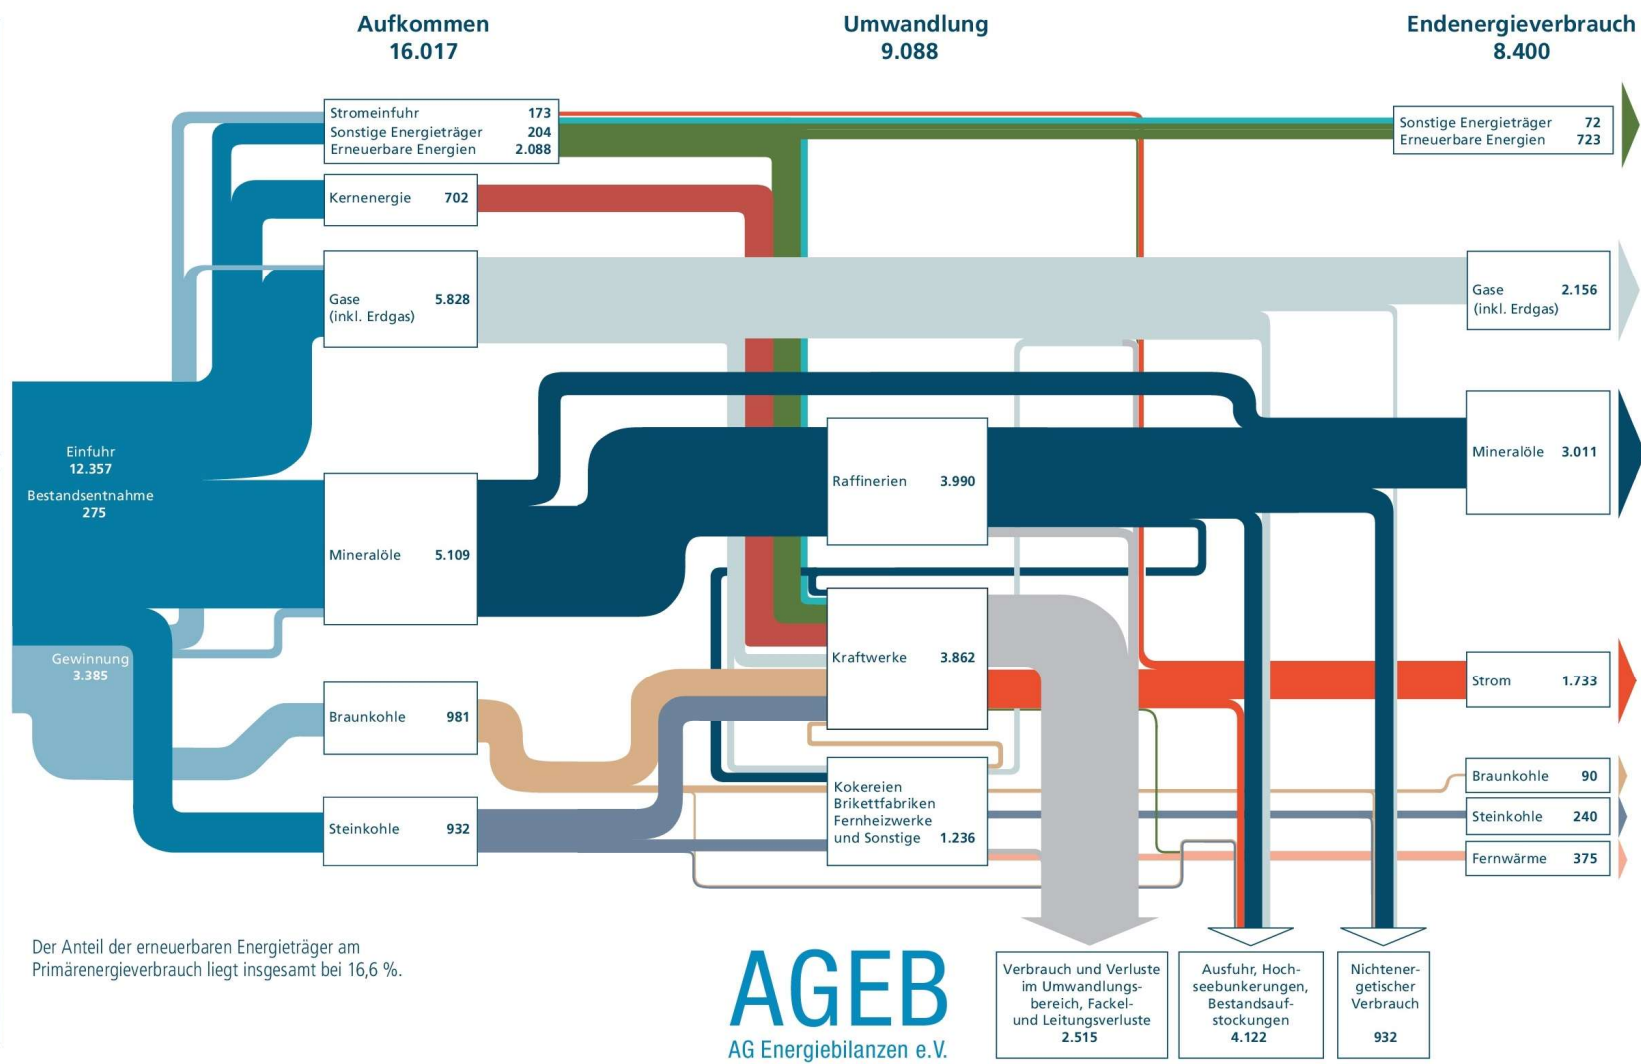 Aufkommen
16.017
Umwandlung
9.088
Endenergieverbrauch
8.400
Stromeinfuhr 173
Sonstige Energieträger 204
Erneuerbare Energien 2.088
Sonstige Energieträger 72
Erneuerbare Energien 723
Kernenergie 702
Gase 5.828
(inkl. Erdgas)
Gase 2.156
(inkl. Erdgas)
Einfuhr
12.357
Bestandsentnahme
275
Mineralöle 5.109
Raffinerien 3.990
Mineralöle 3.011
Gewinnung
3.385
Kraftwerke 3.862
Strom 1.733
Braunkohle 981
Kokereien
Brikettfabriken
Fernheizwerke
und Sonstige 1.236
Braunkohle 90
Steinkohle 240
Fernwärme 375
Steinkohle 932
Der Anteil der erneuerbaren Energieträger am
Primärenergieverbrauch liegt insgesamt bei 16,6 %.
AGEB
AG Energiebilanzen e.V.
Verbrauch und Verluste
im Umwandlungs-
bereich, Fackel-
und Leitungsverluste
2.515
Ausfuhr, Hoch-
seebunkerungen,
Bestandsauf-
stockungen
4.122
Nichtener-
getischer
Verbrauch
932